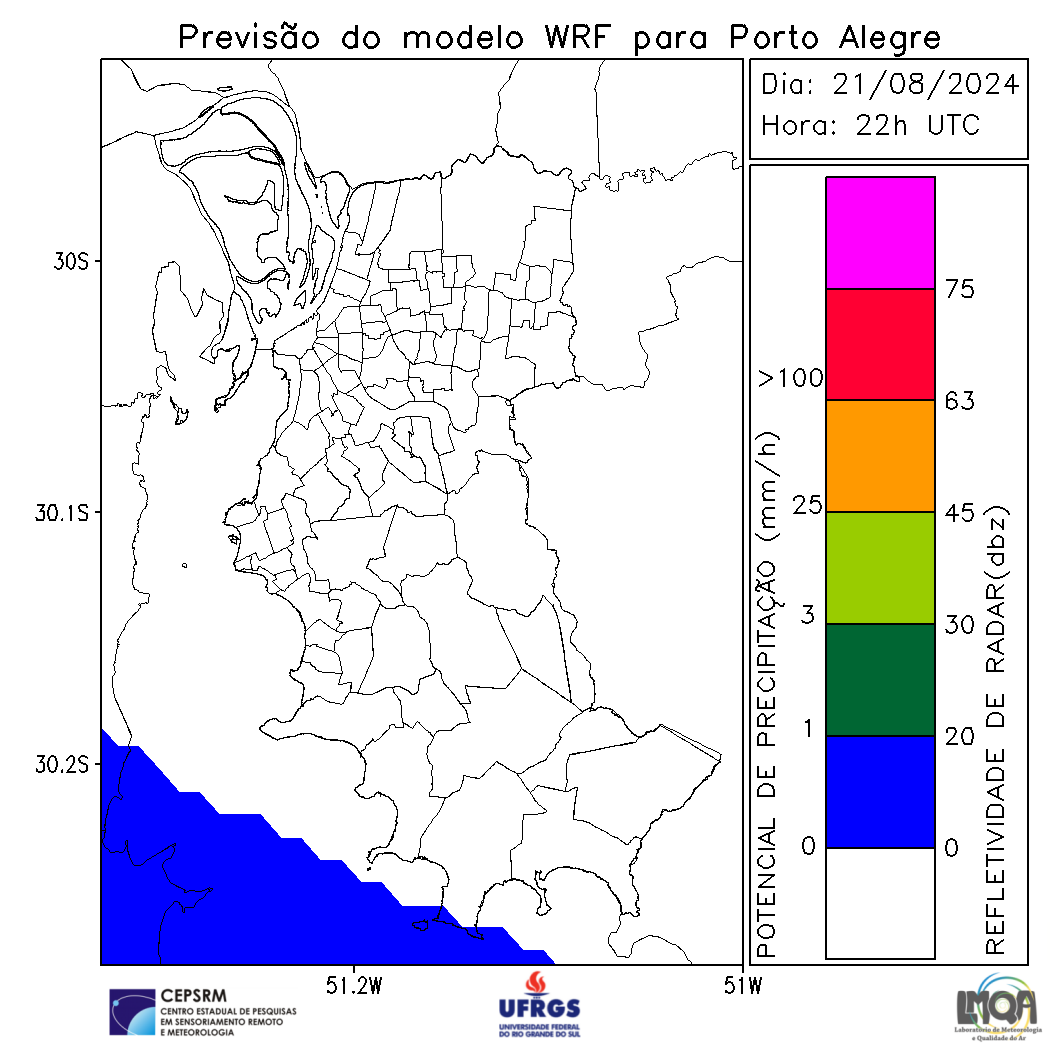 Previsão do modelo WRF para Porto Alegre
Dia: 21/08/2024
Hora: 22h UTC
30S
30.1S
30.2S
51.2W
51W
POTENCIAL DE PRECIPITAÇÃO (mm/h)
>100
25
3
1
0
75
63
45
30
20
0
REFLETIVIDADE DE RADAR(dbz)
CEPSRM
CENTRO ESTADUAL DE PESQUISAS
EM SENSORIAMENTO REMOTO
E METEOROLOGIA
UFRGS
UNIVERSIDADE FEDERAL
DO RIO GRANDE DO SUL
LMQA
Laboratório de Meteorologia
e Qualidade do Ar